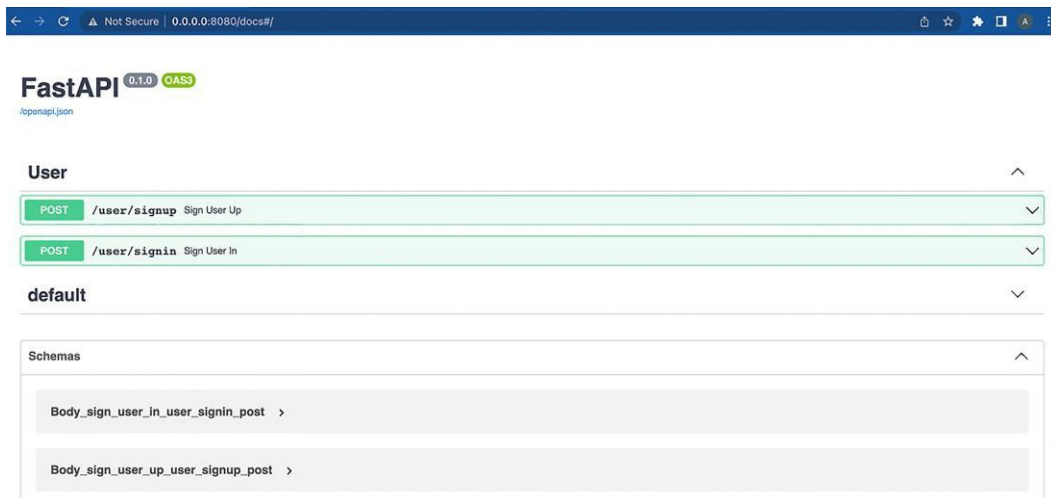 Not Secure | 0.0.0.0:8080/docs#/ A
FastAPI 0.1.0 OAS3
/openapi.json
User
POST /user/signup Sign User Up
POST /user/signin Sign User In
default
Schemas
Body_sign_user_in_user_signin_post
Body_sign_user_up_user_signup_post